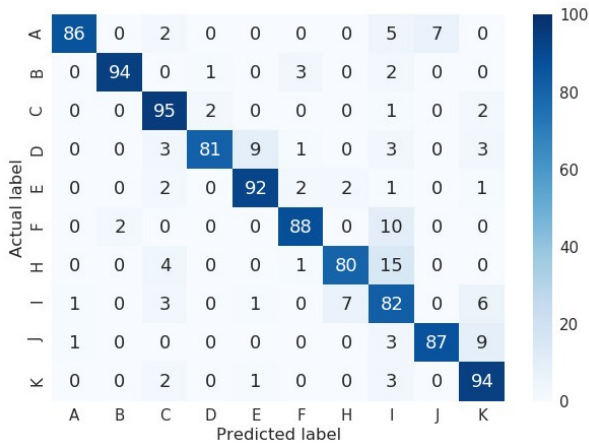 A 86 0 2 0 0 0 0 5 7 0
B 0 94 0 1 0 3 0 2 0 0
C 0 0 95 2 0 0 0 1 0 2
D 0 0 3 81 9 1 0 3 0 3
E 0 0 2 0 92 2 2 1 0 1
F 0 2 0 0 0 88 0 10 0 0
H 0 0 4 0 0 1 80 15 0 0
I 1 0 3 0 1 0 7 82 0 6
J 1 0 0 0 0 0 0 3 87 9
K 0 0 2 0 1 0 0 3 0 94
A B C D E F H I J K
Predicted label
Actual label
100
80
60
40
20
0